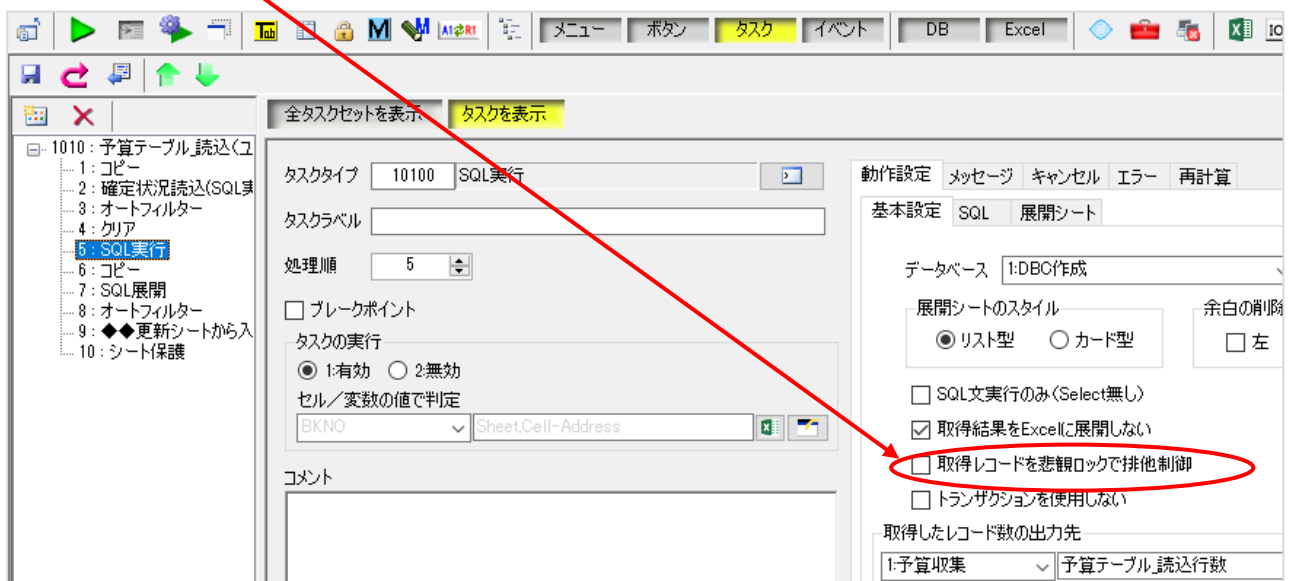 Tab M M A1⇄R1 メニュー ボタン タスク イベント DB Excel
全タスクセットを表示 タスクを表示
1010 : 予算テーブル_読込(ユ
1 : コピー
2 : 確定状況読込(SQL実
3 : オートフィルター
4 : クリア
5 : SQL実行
6 : コピー
7 : SQL展開
8 : オートフィルター
9 : ◆◆更新シートから入
10 : シート保護
タスクタイプ 10100 SQL実行
タスクラベル
処理順 5
ブレークポイント
タスクの実行
1:有効 2:無効
セル/変数の値で判定
BKNO Sheet,Cell-Address
コメント
動作設定 メッセージ キャンセル エラー 再計算
基本設定 SQL 展開シート
データベース 1:DBC作成
展開シートのスタイル 余白の削除
リスト型 カード型 左
SQL文実行のみ(Select無し)
取得結果をExcelに展開しない
取得レコードを悲観ロックで排他制御
トランザクションを使用しない
取得したレコード数の出力先
1:予算収集 予算テーブル_読込行数